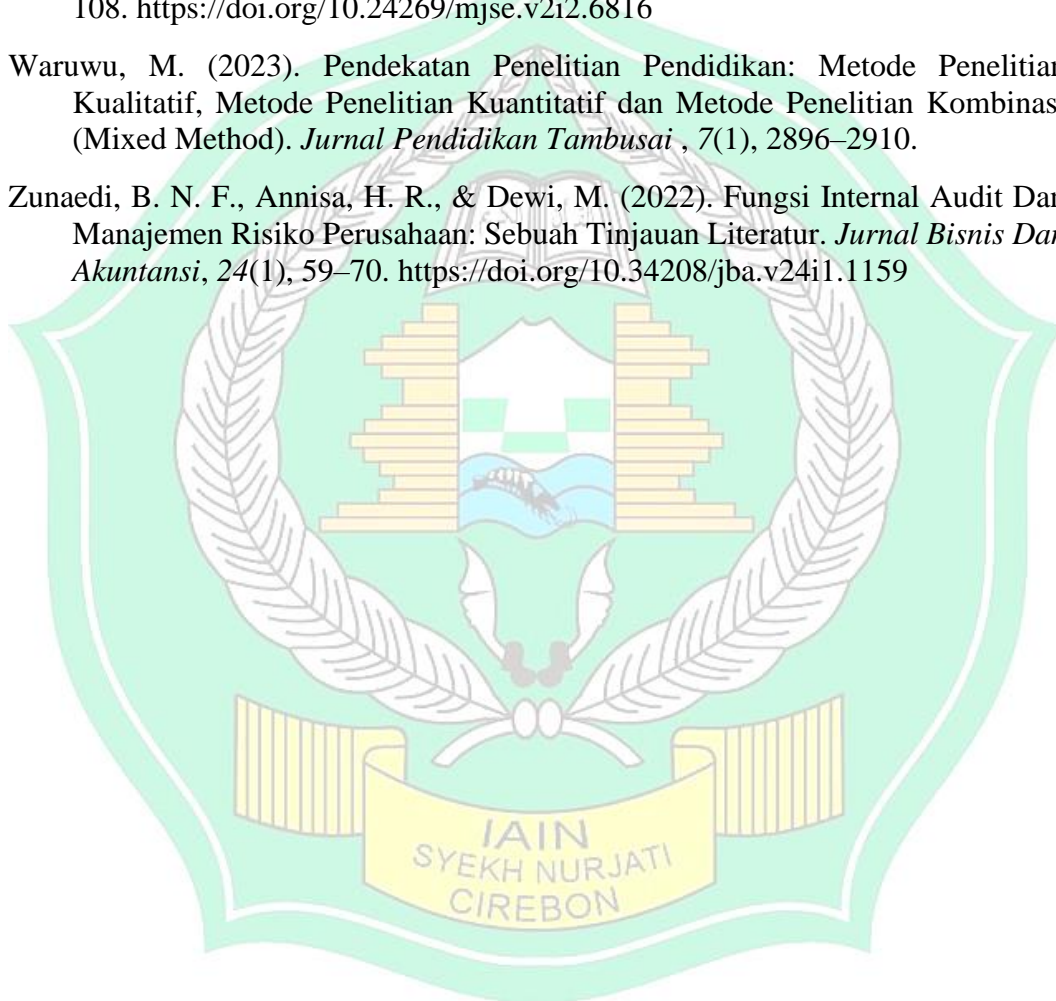 108. https://doi.org/10.24269/mjse.v2i2.6816
Waruwu, M. (2023). Pendekatan Penelitian Pendidikan: Metode Penelitian
Kualitatif, Metode Penelitian Kuantitatif dan Metode Penelitian Kombinas
(Mixed Method). Jurnal Pendidikan Tambusai , 7(1), 2896–2910.
Zunaedi, B. N. F., Annisa, H. R., & Dewi, M. (2022). Fungsi Internal Audit Dan
Manajemen Risiko Perusahaan: Sebuah Tinjauan Literatur. Jurnal Bisnis Dan
Akuntansi, 24(1), 59–70. https://doi.org/10.34208/jba.v24i1.1159
IAIN
SYEKH NURJATI
CIREBON